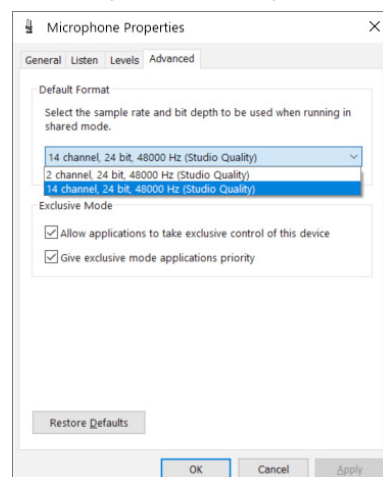 Microphone Properties
General Listen Levels Advanced
Default Format
Select the sample rate and bit depth to be used when running in
shared mode.
14 channel, 24 bit, 48000 Hz (Studio Quality)
2 channel, 24 bit, 48000 Hz (Studio Quality)
14 channel, 24 bit, 48000 Hz (Studio Quality)
Exclusive Mode
Allow applications to take exclusive control of this device
Give exclusive mode applications priority
Restore Defaults
OK Cancel Apply